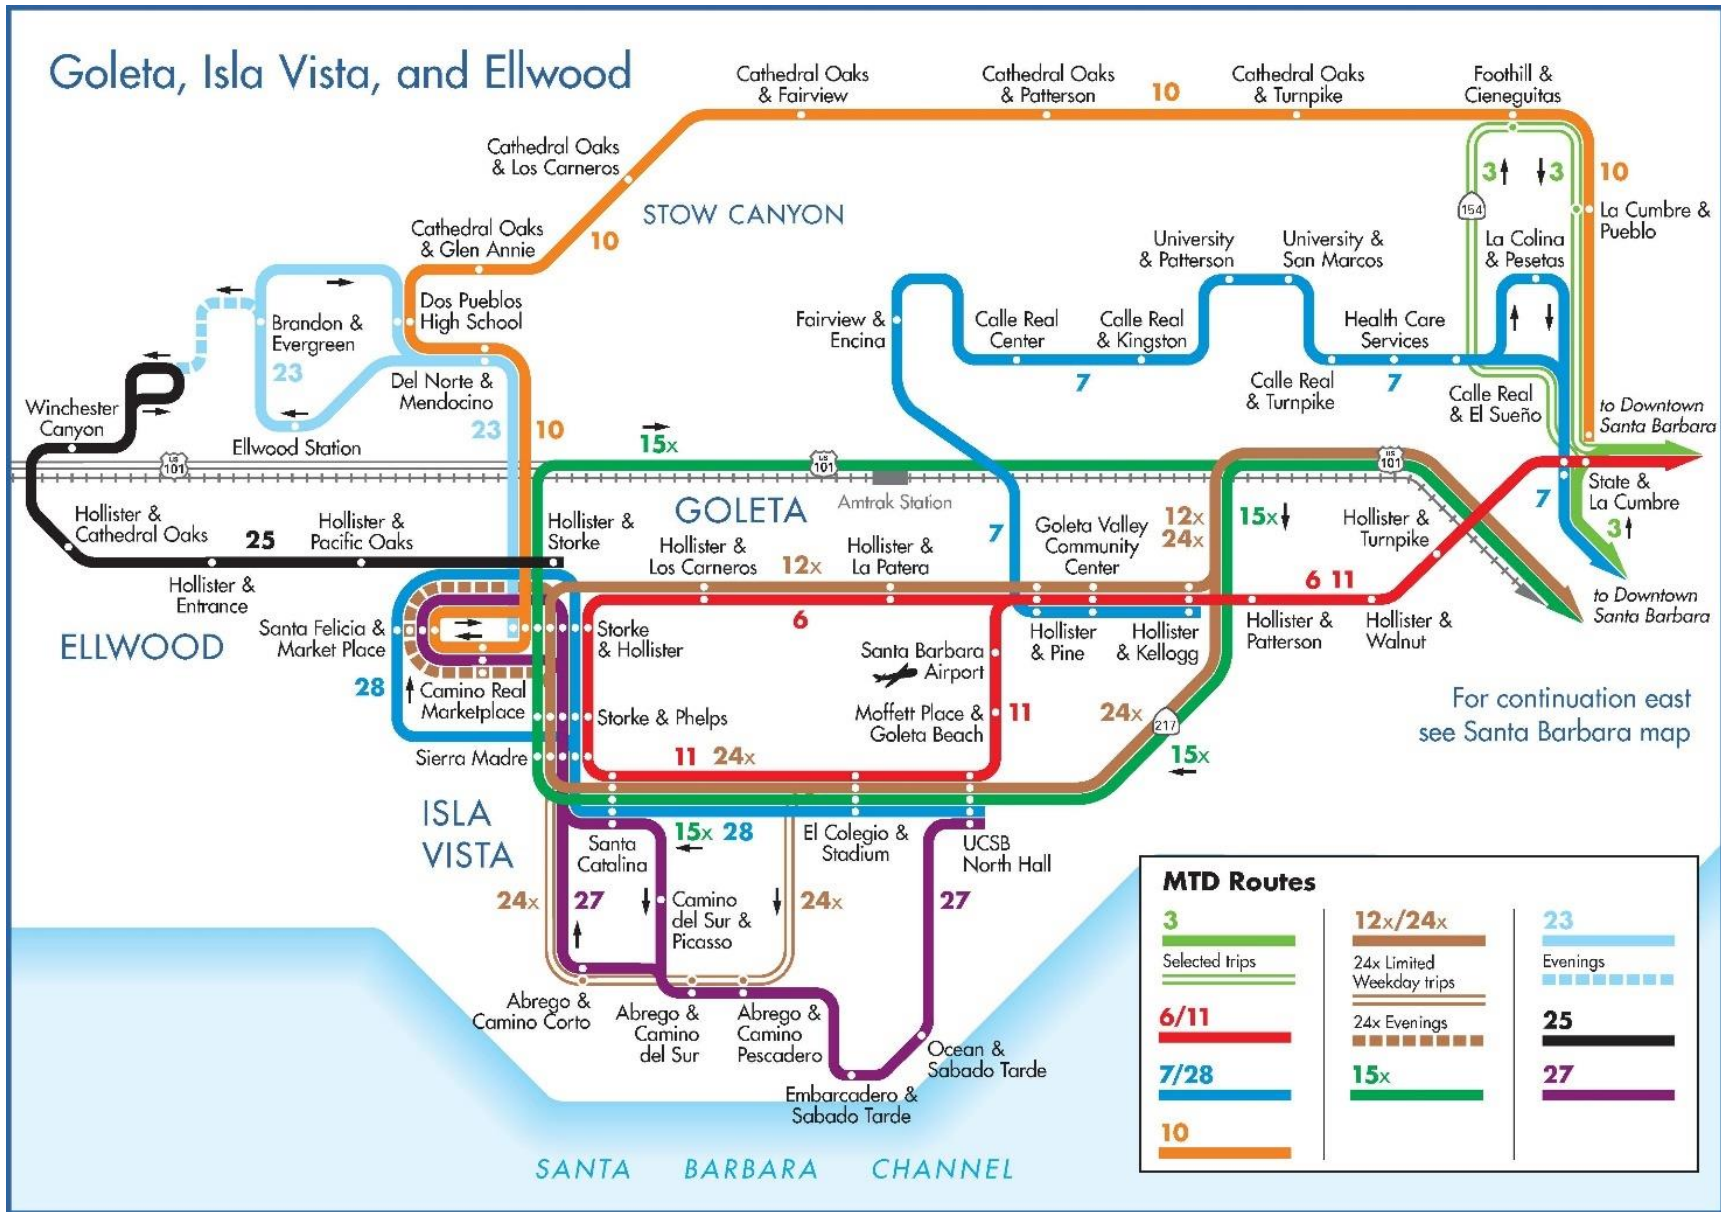 Goleta, Isla Vista, and Ellwood
Cathedral Oaks
& Fairview
Cathedral Oaks
& Patterson
10
Cathedral Oaks
& Turnpike
Foothill &
Cieneguitas
Cathedral Oaks
& Los Carneros
3
3
10
154
La Cumbre &
Pueblo
STOW CANYON
Cathedral Oaks
& Glen Annie
10
University
& Patterson
University &
San Marcos
La Colina
& Pesetas
Dos Pueblos
High School
Brandon &
Evergreen
23
Fairview &
Encina
Calle Real
Center
Calle Real
& Kingston
Health Care
Services
7
7
Del Norte &
Mendocino
Calle Real
& Turnpike
Calle Real
& El Sueño
to Downtown
Santa Barbara
Winchester
Canyon
23
10
15x
Ellwood Station
US
101
US
101
US
101
Amtrak Station
State &
La Cumbre
7
3
Hollister &
Cathedral Oaks
25
Hollister &
Pacific Oaks
Hollister &
Storke
GOLETA
7
Goleta Valley
Community
Center
12x
24x
15x
Hollister &
Turnpike
Hollister &
Los Carneros
12x
Hollister &
La Patera
Hollister &
Entrance
6 11
to Downtown
Santa Barbara
ELLWOOD
Santa Felicia &
Market Place
Storke
& Hollister
6
Santa Barbara
Airport
Hollister
& Pine
Hollister
& Kellogg
Hollister &
Patterson
Hollister &
Walnut
28
Camino Real
Marketplace
Storke & Phelps
Moffett Place &
Goleta Beach
11
24x
217
For continuation east
see Santa Barbara map
Sierra Madre
11 24x
15x
ISLA
VISTA
Santa
Catalina
15x 28
El Colegio &
Stadium
UCSB
North Hall
24x
27
Camino
del Sur &
Picasso
24x
27
Abrego &
Camino Corto
Abrego &
Camino
del Sur
Abrego &
Camino
Pescadero
Ocean &
Sabado Tarde
Embarcadero &
Sabado Tarde
SANTA BARBARA CHANNEL
MTD Routes
3
Selected trips
6/11
7/28
10
12x/24x
24x Limited
Weekday trips
24x Evenings
15x
23
Evenings
25
27